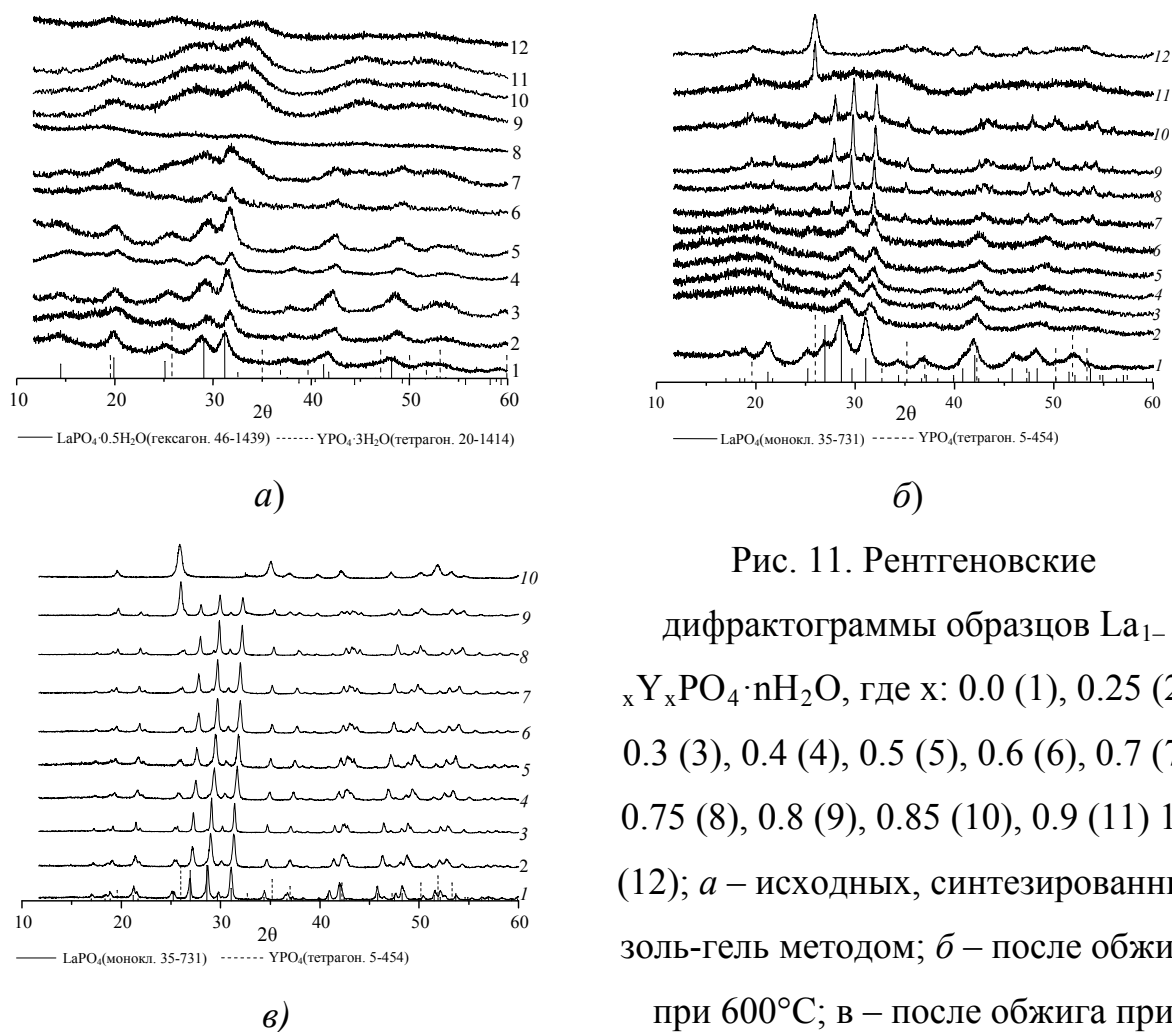 12
11
10
9
8
7
6
5
4
3
2
1
10 20 30 40 50 60
2θ
LaPO₄·0.5H₂O(гексагон. 46-1439) YPO₄·3H₂O(тетрагон. 20-1414)
а)
12
11
10
9
8
7
6
5
4
3
2
1
10 20 30 40 50 60
2θ
LaPO₄(монокл. 35-731) YPO₄(тетрагон. 5-454)
б)
10
9
8
7
6
5
4
3
2
1
10 20 30 40 50 60
2θ
LaPO₄(монокл. 35-731) YPO₄(тетрагон. 5-454)
в)
Рис. 11. Рентгеновские
дифрактограммы образцов La₁₋
ₓYₓPO₄·nH₂O, где x: 0.0 (1), 0.25 (2
0.3 (3), 0.4 (4), 0.5 (5), 0.6 (6), 0.7 (7
0.75 (8), 0.8 (9), 0.85 (10), 0.9 (11) 1
(12); а – исходных, синтезированн
золь-гель методом; б – после обжи
при 600°С; в – после обжига при